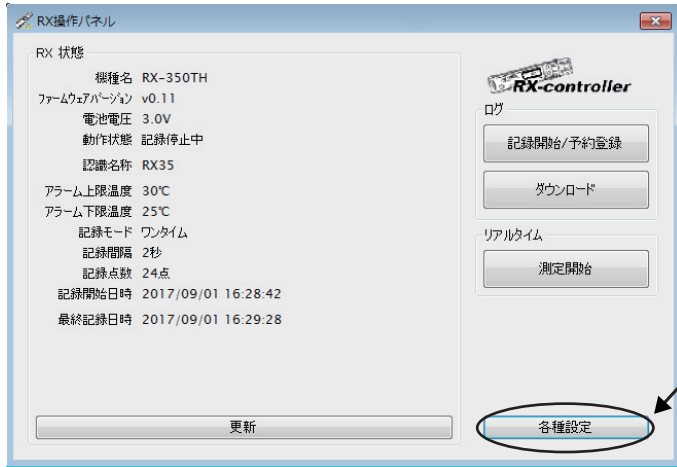 RX操作パネル
RX 状態
機種名 RX-350TH
ファームウェアバージョン v0.11
電池電圧 3.0V
動作状態 記録停止中
認識名称 RX35
アラーム上限温度 30℃
アラーム下限温度 25℃
記録モード ワンタイム
記録間隔 2秒
記録点数 24点
記録開始日時 2017/09/01 16:28:42
最終記録日時 2017/09/01 16:29:28
更新
RX-controller
ログ
記録開始/予約登録
ダウンロード
リアルタイム
測定開始
各種設定